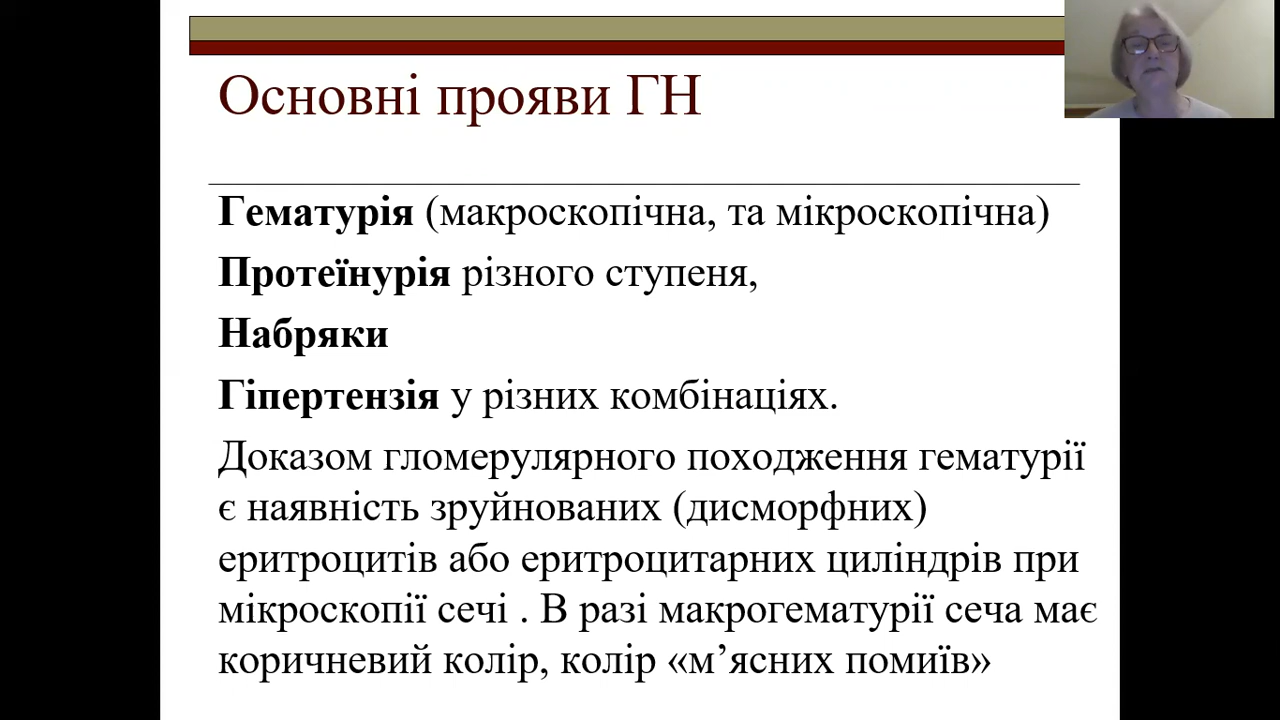 Основні прояви ГН
Гематурія (макроскопічна, та мікроскопічна)
Протеїнурія різного ступеня,
Набряки
Гіпертензія у різних комбінаціях.
Доказом гломерулярного походження гематурії
є наявність зруйнованих (дисморфних)
еритроцитів або еритроцитарних циліндрів при
мікроскопії сечі . В разі макрогематурії сеча має
коричневий колір, колір «м’ясних помиїв»